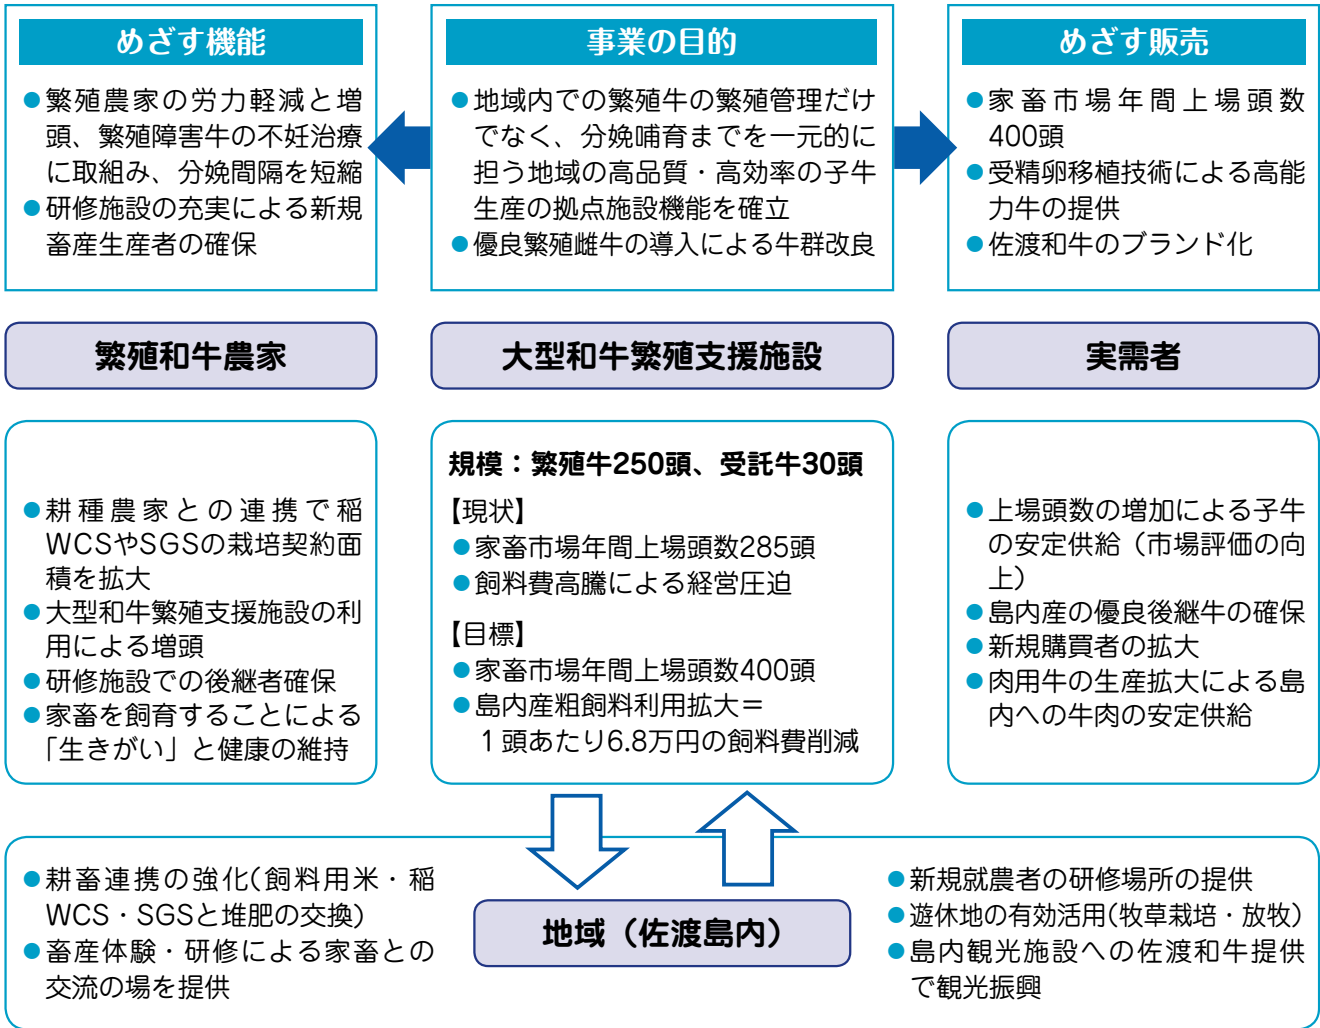 めざす機能
●繁殖農家の労力軽減と増
頭、繁殖障害牛の不妊治療
に取組み、分娩間隔を短縮
●研修施設の充実による新規
畜産生産者の確保
事業の目的
●地域内での繁殖牛の繁殖管理だけ
でなく、分娩哺育までを一元的に
担う地域の高品質・高効率の子牛
生産の拠点施設機能を確立
●優良繁殖雌牛の導入による牛群改良
めざす販売
●家畜市場年間上場頭数
400頭
●受精卵移植技術による高能
力牛の提供
●佐渡和牛のブランド化
繁殖和牛農家
大型和牛繁殖支援施設
実需者
●耕種農家との連携で稲
WCSやSGSの栽培契約面
積を拡大
●大型和牛繁殖支援施設の利
用による増頭
●研修施設での後継者確保
●家畜を飼育することによる
「生きがい」と健康の維持
規模：繁殖牛250頭、受託牛30頭
【現状】
●家畜市場年間上場頭数285頭
●飼料費高騰による経営圧迫
【目標】
●家畜市場年間上場頭数400頭
●島内産粗飼料利用拡大＝
１頭あたり6.8万円の飼料費削減
●上場頭数の増加による子牛
の安定供給（市場評価の向
上）
●島内産の優良後継牛の確保
●新規購買者の拡大
●肉用牛の生産拡大による島
内への牛肉の安定供給
●耕畜連携の強化(飼料用米・稲
WCS・SGSと堆肥の交換)
●畜産体験・研修による家畜との
交流の場を提供
地域（佐渡島内）
●新規就農者の研修場所の提供
●遊休地の有効活用(牧草栽培・放牧)
●島内観光施設への佐渡和牛提供
で観光振興